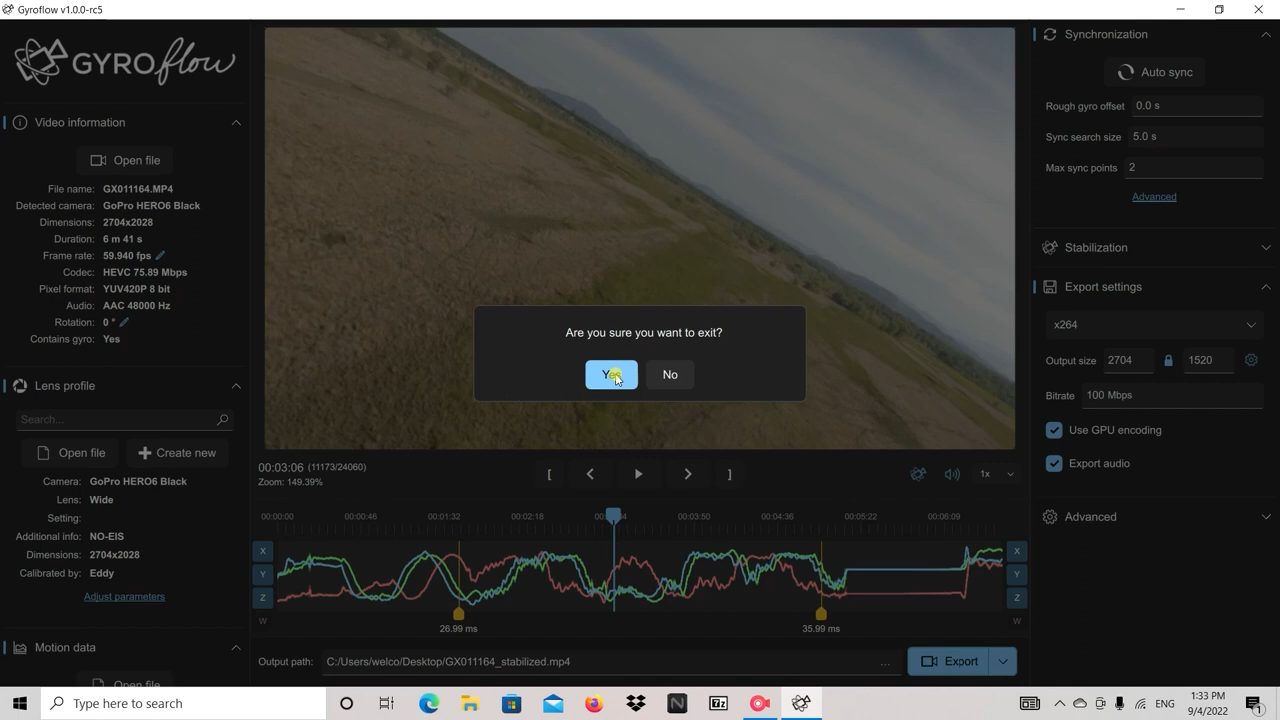 Gyroflow v1.0.0-rc5
GYROflow
Video information
Open file
File name: GX011164.MP4
Detected camera: GoPro HERO6 Black
Dimensions: 2704x2028
Duration: 6 m 41 s
Frame rate: 59.940 fps
Codec: HEVC 75.89 Mbps
Pixel format: YUV420P 8 bit
Audio: AAC 48000 Hz
Rotation: 0 °
Contains gyro: Yes
Lens profile
Search...
Open file
Create new
Camera: GoPro HERO6 Black
Lens: Wide
Setting:
Additional info: NO-EIS
Dimensions: 2704x2028
Calibrated by: Eddy
Adjust parameters
Motion data
Open file
Are you sure you want to exit?
Yes No
00:03:06 (11173/24060)
Zoom: 149.39%
[ ] 1x
00:00:00 00:00:46 00:01:32 00:02:18 00:03:50 00:04:36 00:05:22 00:06:09
X X
Y Y
Z Z
W W
26.99 ms 35.99 ms
Output path: C:/Users/welco/Desktop/GX011164_stabilized.mp4 ... Export
Synchronization
Auto sync
Rough gyro offset 0.0 s
Sync search size 5.0 s
Max sync points 2
Advanced
Stabilization
Export settings
x264
Output size 2704 1520
Bitrate 100 Mbps
Use GPU encoding
Export audio
Advanced
Type here to search
N
7z
ENG
1:33 PM
9/4/2022
1